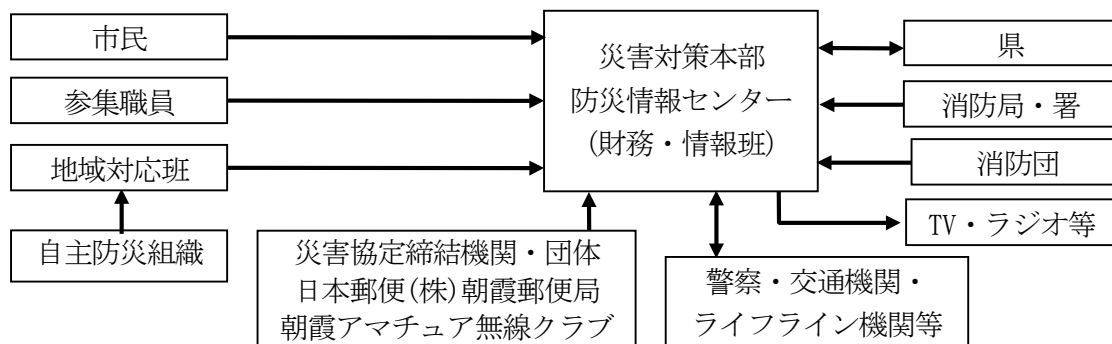 市民
参集職員
地域対応班
自主防災組織
災害対策本部
防災情報センター
(財務・情報班)
災害協定締結機関・団体
日本郵便(株)朝霞郵便局
朝霞アマチュア無線クラブ
警察・交通機関・
ライフライン機関等
県
消防局・署
消防団
TV・ラジオ等